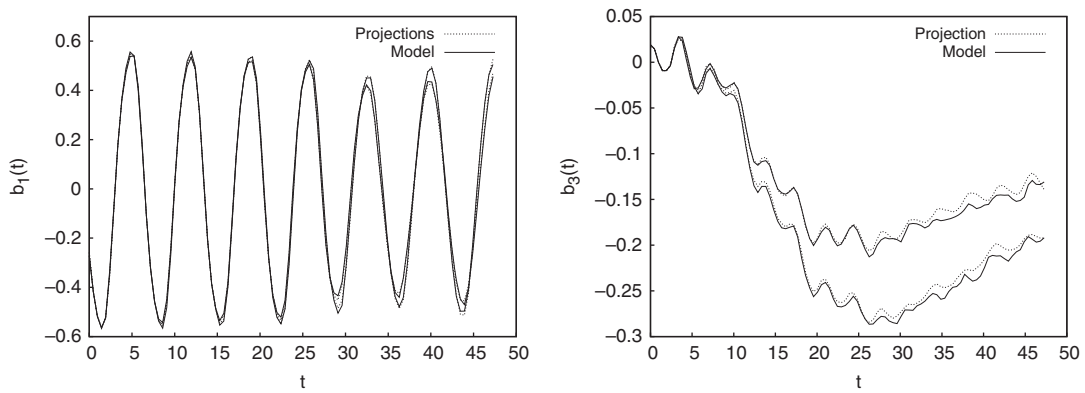 0.6
0.4
0.2
0
−0.2
−0.4
−0.6
b1(t)
0 5 10 15 20 25 30 35 40 45 50
t
Projections
Model
0.05
0
−0.05
−0.1
−0.15
−0.2
−0.25
−0.3
b3(t)
0 5 10 15 20 25 30 35 40 45 50
t
Projection
Model